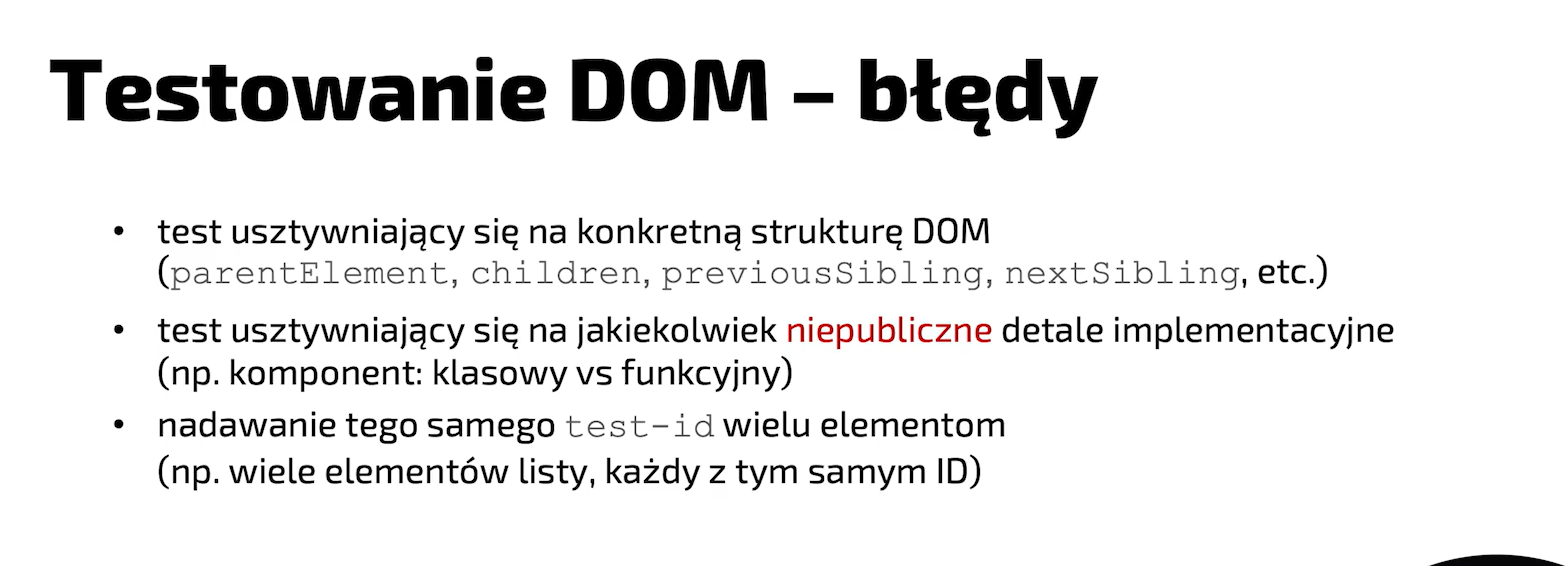 Testowanie DOM – błędy
• test usztywniający się na konkretną strukturę DOM
(parentElement, children, previousSibling, nextSibling, etc.)
• test usztywniający się na jakiekolwiek niepubliczne detale implementacyjne
(np. komponent: klasowy vs funkcyjny)
• nadawanie tego samego test-id wielu elementom
(np. wiele elementów listy, każdy z tym samym ID)